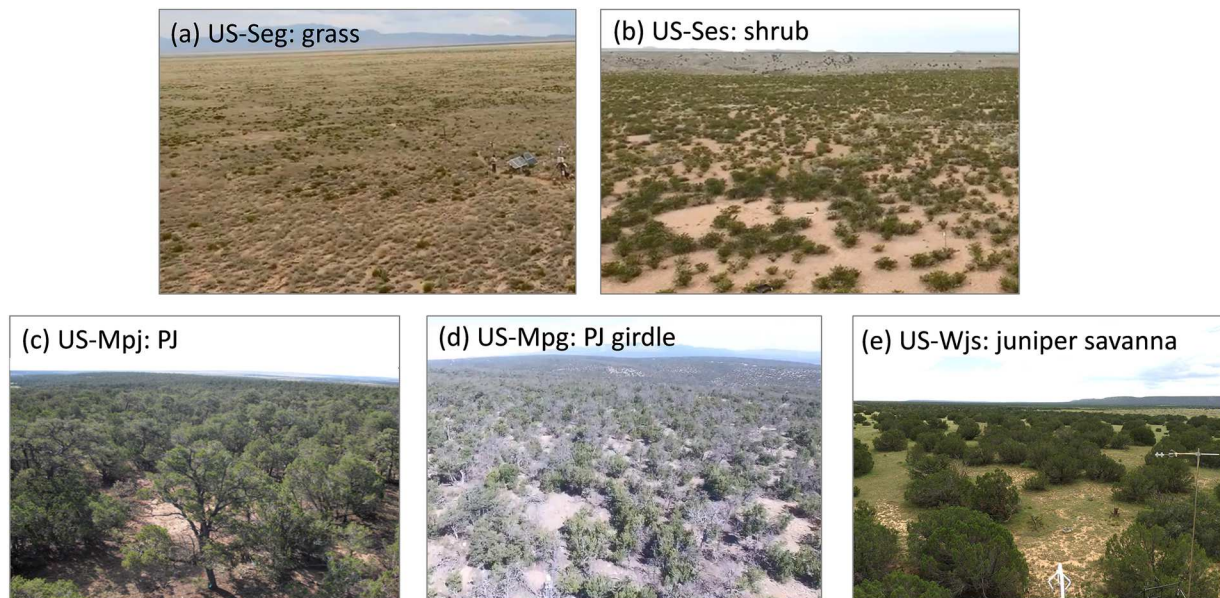 (a) US-Seg: grass
(b) US-Ses: shrub
(c) US-Mpj: PJ
(d) US-Mpg: PJ girdle
(e) US-Wjs: juniper savanna